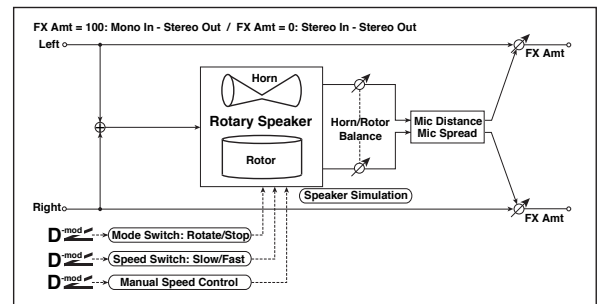 FX Amt = 100: Mono In - Stereo Out / FX Amt = 0: Stereo In - Stereo Out
Left
FX Amt
Horn
Rotary Speaker
Rotor
Horn/Rotor
Balance
Mic Distance
Mic Spread
Speaker Simulation
Right
FX Amt
D-mod Mode Switch: Rotate/Stop
D-mod Speed Switch: Slow/Fast
D-mod Manual Speed Control